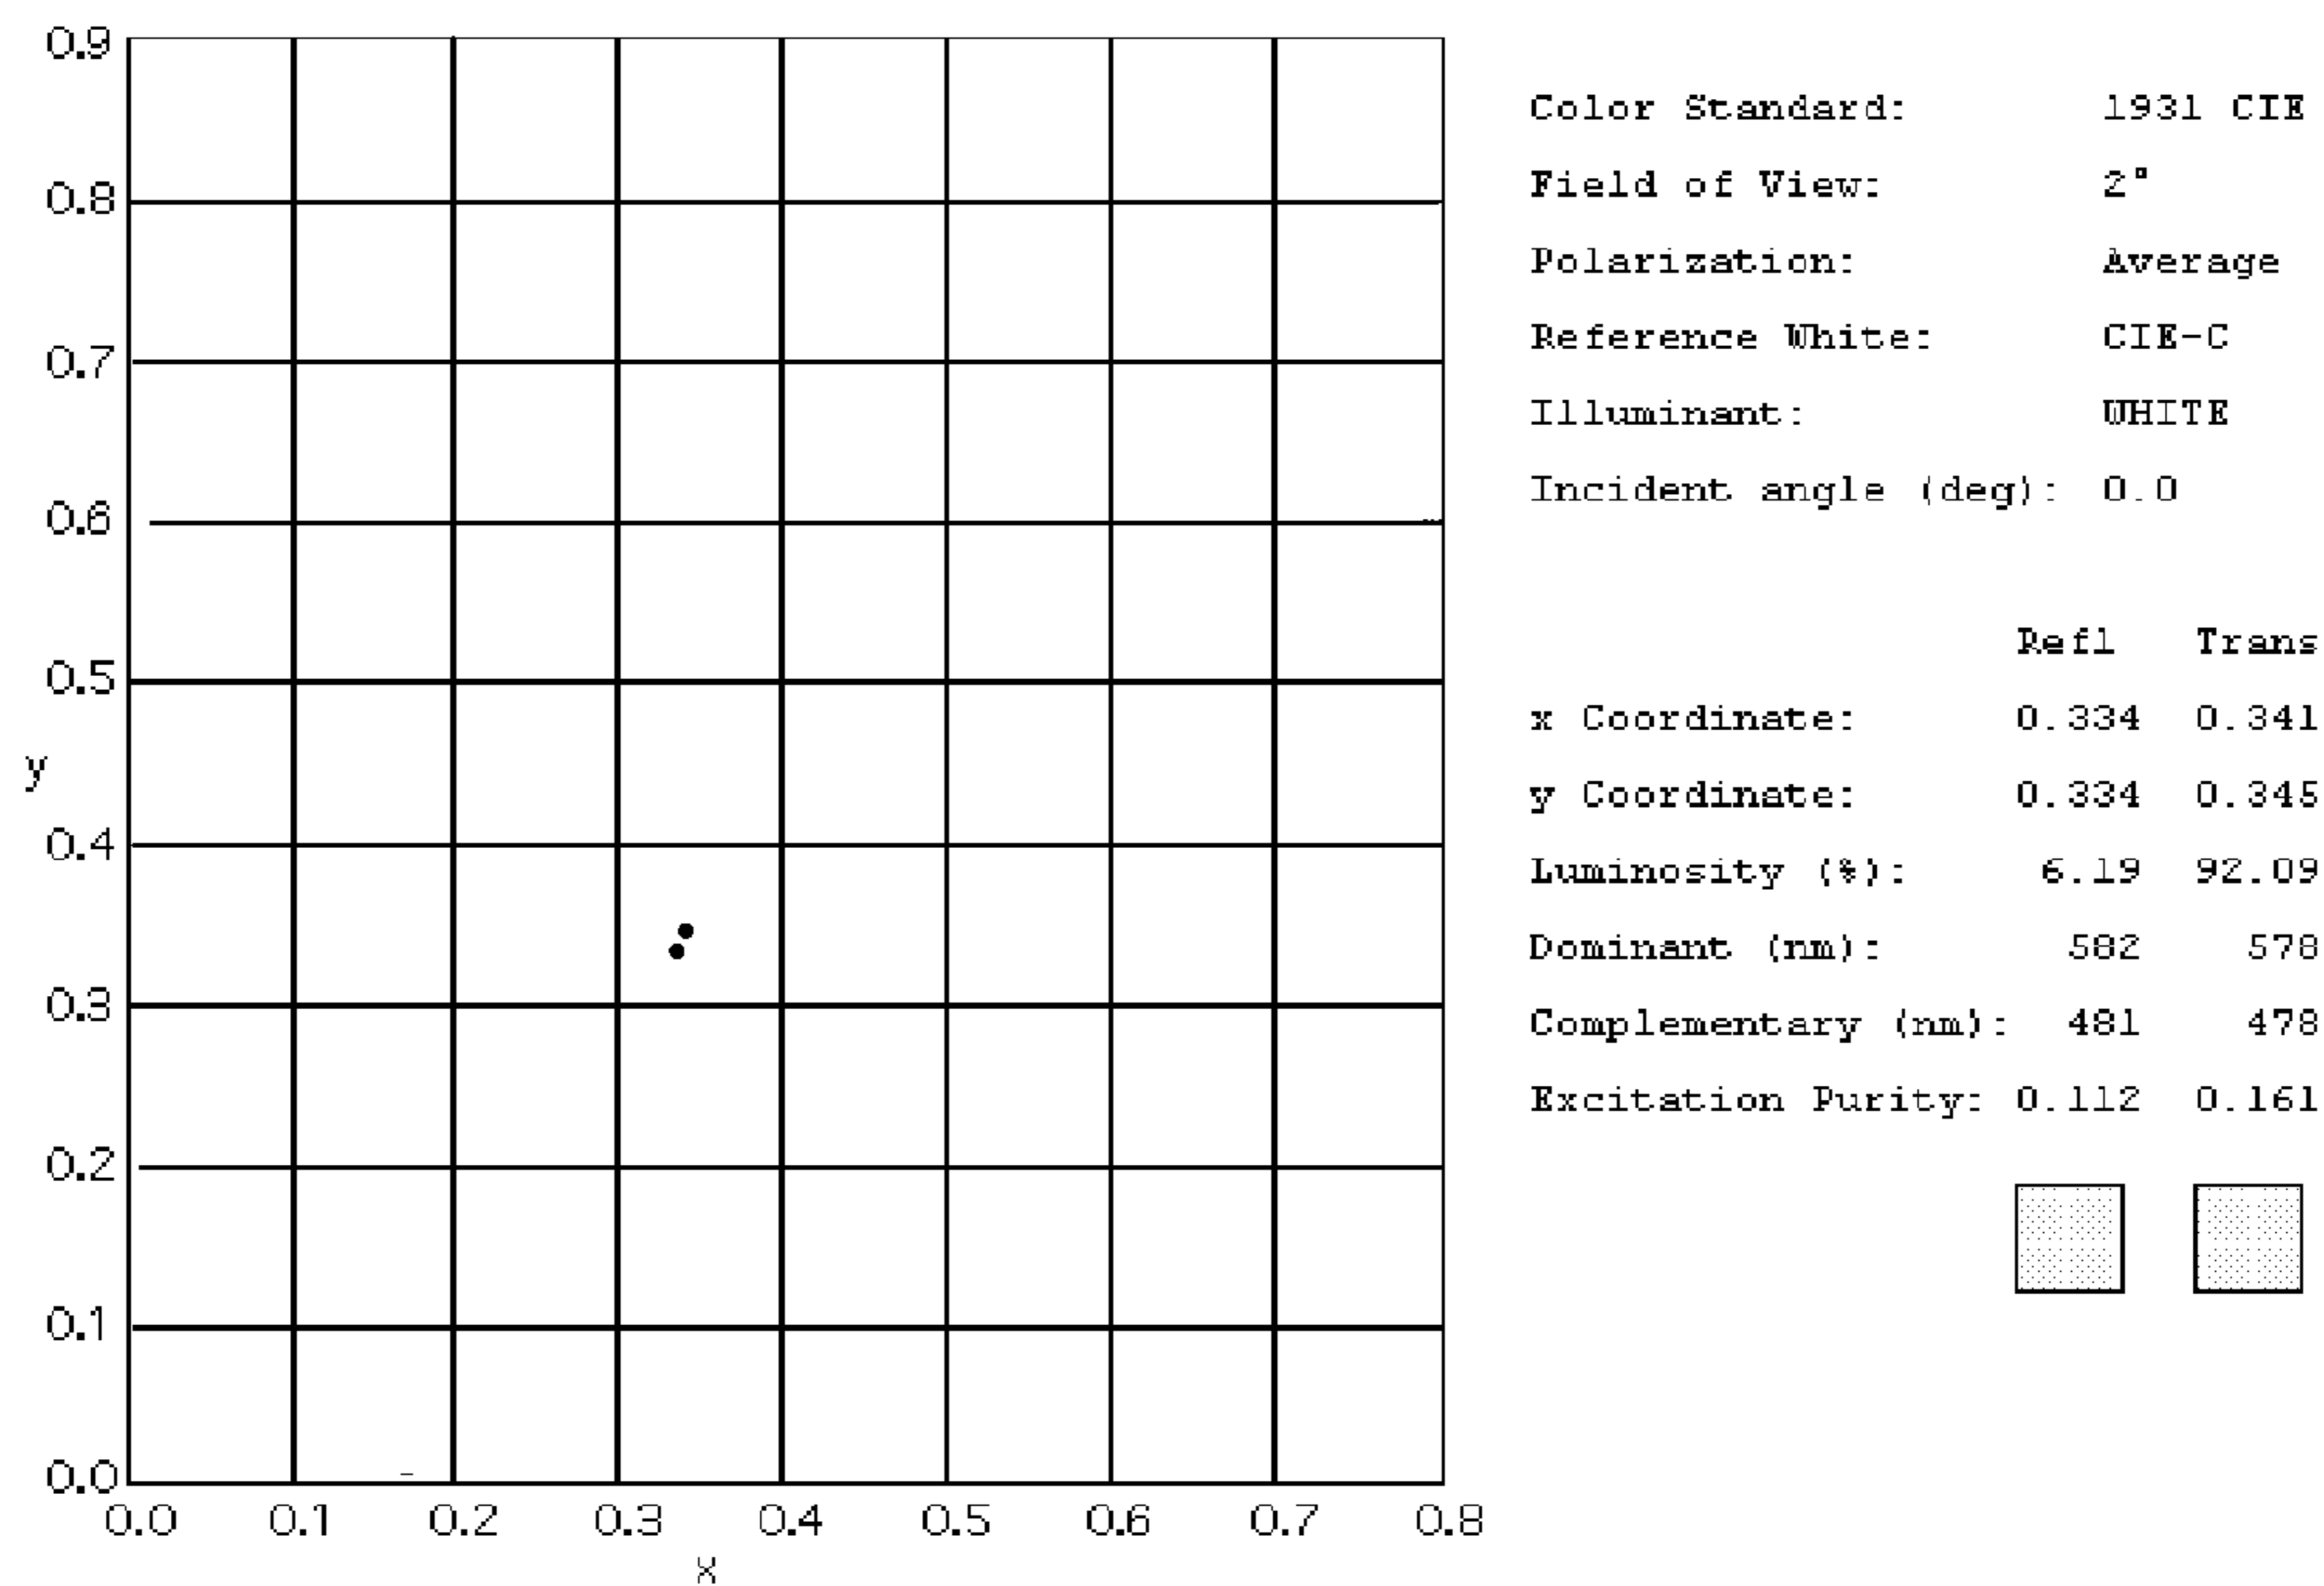 0.9
0.8
0.7
0.6
0.5
y
0.4
0.3
0.2
0.1
0.0
0.0 0.1 0.2 0.3 0.4 0.5 0.6 0.7 0.8
x
Color Standard: 1931 CIE
Field of View: 2°
Polarization: Average
Reference White: CIE-C
Illuminant: WHITE
Incident angle (deg): 0.0
Refl Trans
x Coordinate: 0.334 0.341
y Coordinate: 0.334 0.345
Luminosity (%): 6.19 92.09
Dominant (nm): 582 578
Complementary (nm): 481 478
Excitation Purity: 0.112 0.161